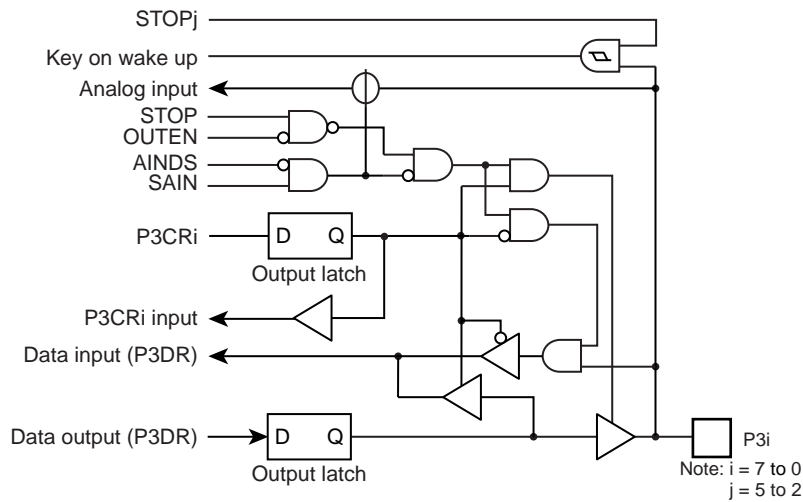 STOPj
Key on wake up
Analog input
STOP
OUTEN
AINDS
SAIN
P3CRi
D Q
Output latch
P3CRi input
Data input (P3DR)
Data output (P3DR)
D Q
Output latch
P3i
Note: i = 7 to 0
j = 5 to 2